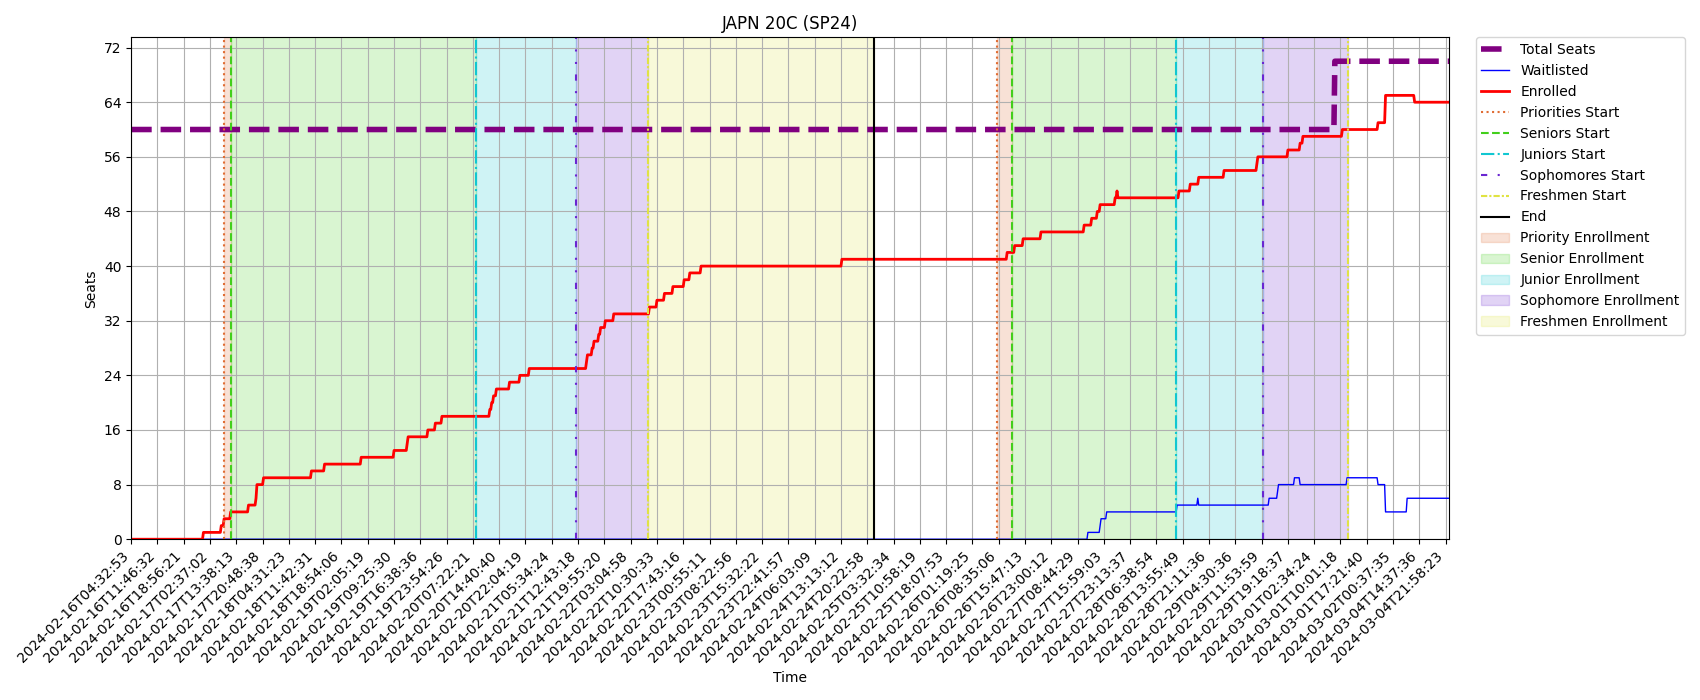 JAPN 20C (SP24)
Seats
72
64
56
48
40
32
24
16
8
0
2024-02-16T04:32:53
2024-02-16T11:46:32
2024-02-16T18:56:21
2024-02-17T02:37:02
2024-02-17T13:38:13
2024-02-17T20:48:38
2024-02-18T04:31:23
2024-02-18T11:42:31
2024-02-18T18:54:06
2024-02-19T02:05:19
2024-02-19T09:25:30
2024-02-19T16:38:36
2024-02-19T23:54:26
2024-02-20T07:22:21
2024-02-20T14:40:40
2024-02-20T22:04:19
2024-02-21T05:34:24
2024-02-21T12:43:18
2024-02-21T19:55:20
2024-02-22T03:04:58
2024-02-22T10:30:33
2024-02-22T17:43:16
2024-02-23T00:55:11
2024-02-23T08:22:56
2024-02-23T15:32:22
2024-02-23T22:41:57
2024-02-24T06:03:09
2024-02-24T13:13:12
2024-02-24T20:22:58
2024-02-25T03:32:34
2024-02-25T10:58:19
2024-02-25T18:07:53
2024-02-26T01:19:25
2024-02-26T08:35:06
2024-02-26T15:47:13
2024-02-26T23:00:12
2024-02-27T08:44:29
2024-02-27T15:59:03
2024-02-27T23:13:37
2024-02-28T06:38:54
2024-02-28T13:55:49
2024-02-28T21:11:36
2024-02-29T04:30:36
2024-02-29T11:53:59
2024-02-29T19:18:37
2024-03-01T02:34:24
2024-03-01T10:01:18
2024-03-01T17:21:40
2024-03-02T00:37:35
2024-03-04T14:37:36
2024-03-04T21:58:23
Time
Total Seats
Waitlisted
Enrolled
Priorities Start
Seniors Start
Juniors Start
Sophomores Start
Freshmen Start
End
Priority Enrollment
Senior Enrollment
Junior Enrollment
Sophomore Enrollment
Freshmen Enrollment